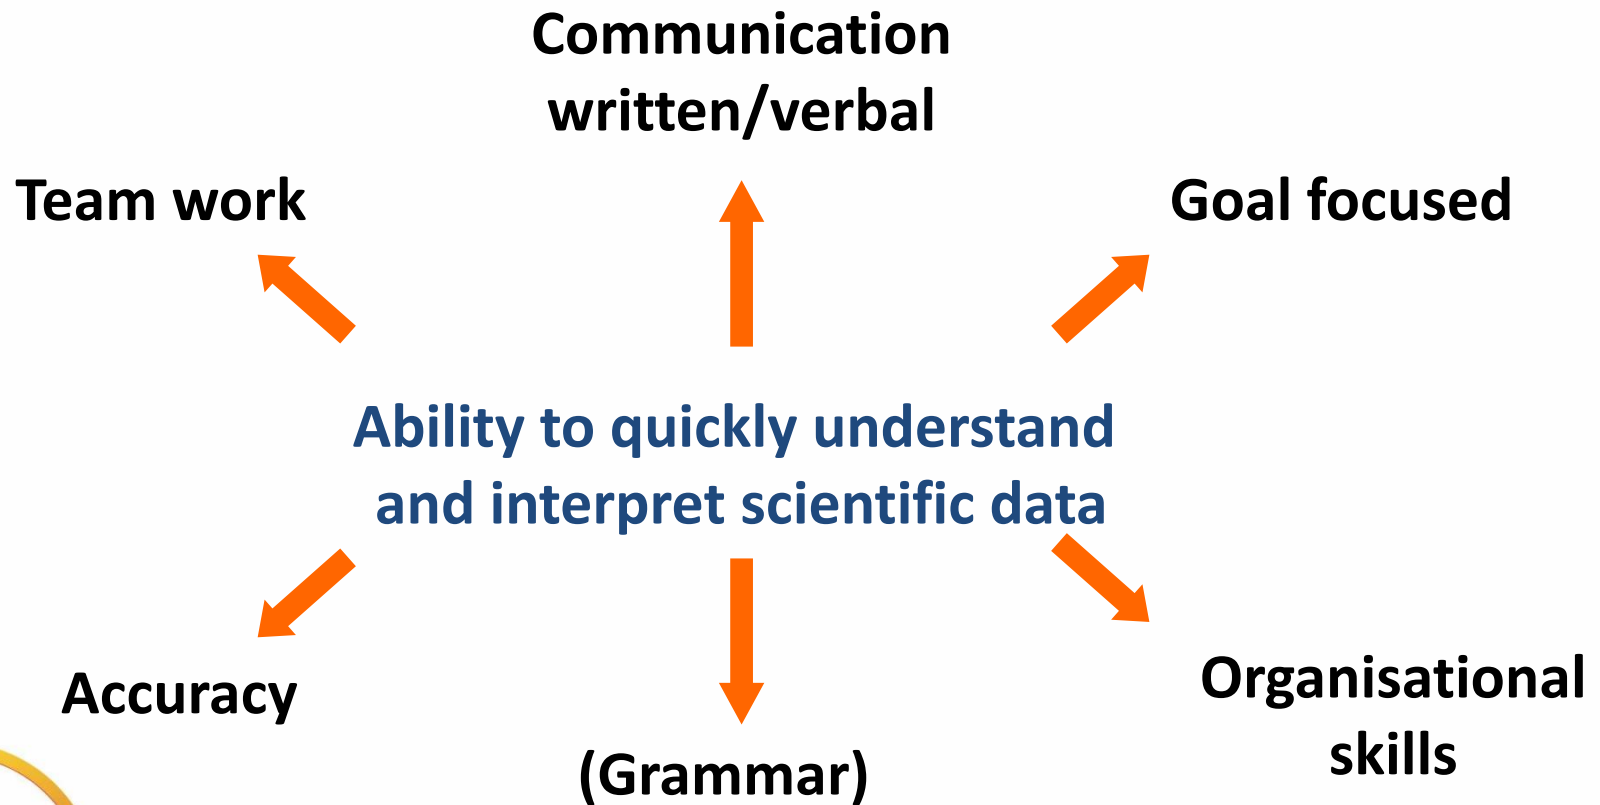 Communication
written/verbal
Team work
Goal focused
Ability to quickly understand
and interpret scientific data
Accuracy
Organisational
skills
(Grammar)